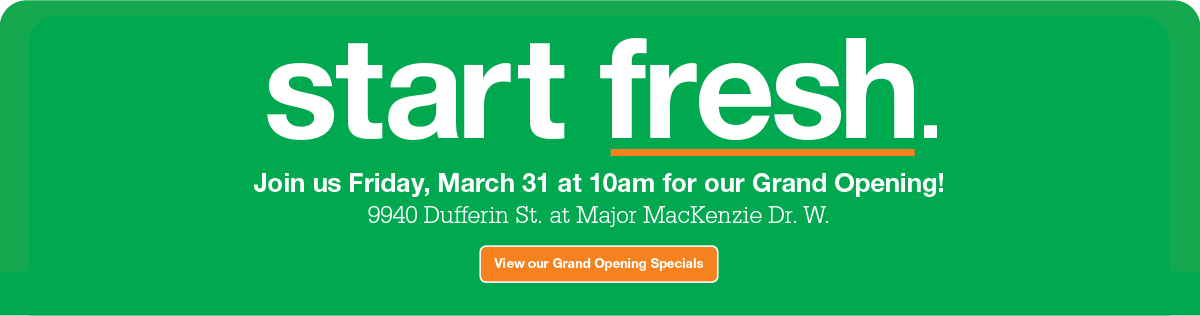 start fresh.
Join us Friday, March 31 at 10am for our Grand Opening!
9940 Dufferin St. at Major MacKenzie Dr. W.
View our Grand Opening Specials